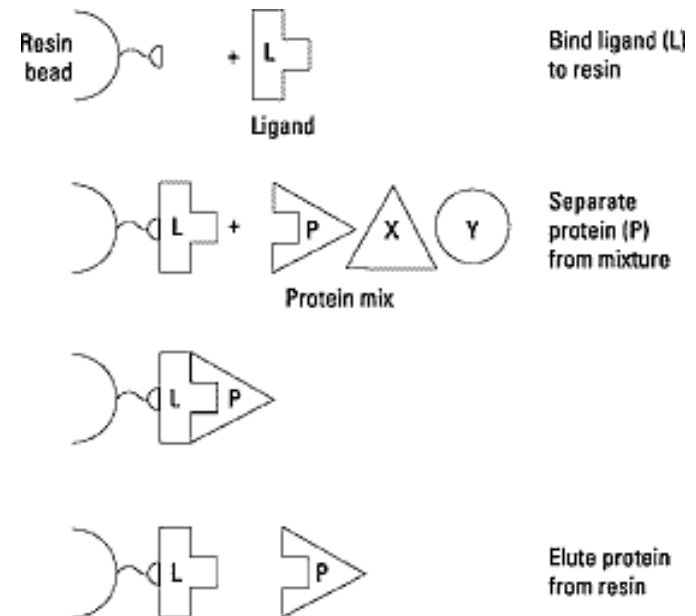 Resin
bead
+
L
Ligand
Bind ligand (L)
to resin
L
+
P
X
Y
Protein mix
Separate
protein (P)
from mixture
L
P
L
P
Elute protein
from resin